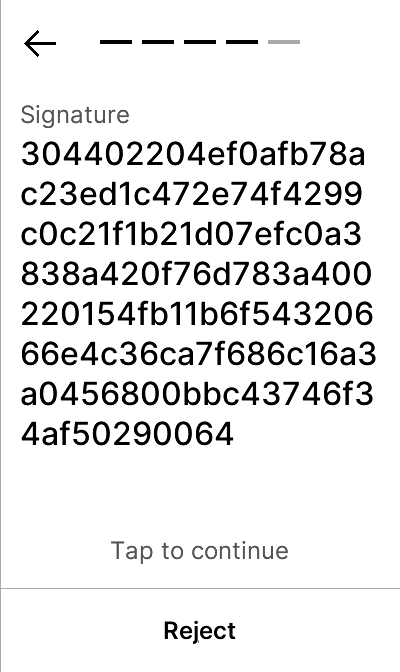 Signature
304402204ef0afb78a
c23ed1c472e74f4299
c0c21f1b21d07efc0a3
838a420f76d783a400
220154fb11b6f543206
66e4c36ca7f686c16a3
a0456800bbc43746f3
4af50290064
Tap to continue
Reject